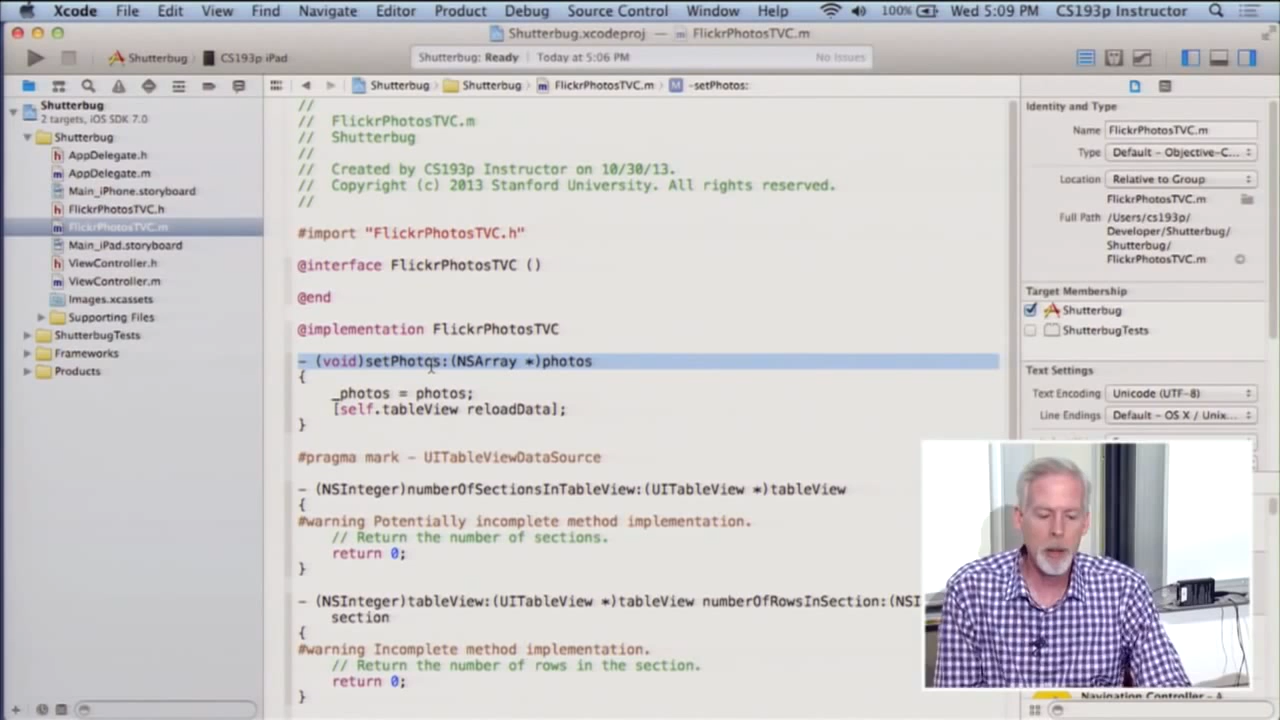 Xcode File Edit View Find Navigate Editor Product Debug Source Control Window Help 100% Wed 5:09 PM CS193p Instructor
Shutterbug.xcodeproj — FlickrPhotosTVC.m
Shutterbug CS193p iPad Shutterbug: Ready Today at 5:06 PM No Issues
Shutterbug Shutterbug FlickrPhotosTVC.m -setPhotos:
Shutterbug
2 targets, iOS SDK 7.0
Shutterbug
AppDelegate.h
AppDelegate.m
Main_iPhone.storyboard
FlickrPhotosTVC.h
FlickrPhotosTVC.m
Main_iPad.storyboard
ViewController.h
ViewController.m
Images.xcassets
Supporting Files
ShutterbugTests
Frameworks
Products
//
// FlickrPhotosTVC.m
// Shutterbug
//
// Created by CS193p Instructor on 10/30/13.
// Copyright (c) 2013 Stanford University. All rights reserved.
//
#import "FlickrPhotosTVC.h"
@interface FlickrPhotosTVC ()
@end
@implementation FlickrPhotosTVC
- (void)setPhotos:(NSArray *)photos
{
_photos = photos;
[self.tableView reloadData];
}
#pragma mark - UITableViewDataSource
- (NSInteger)numberOfSectionsInTableView:(UITableView *)tableView
{
#warning Potentially incomplete method implementation.
// Return the number of sections.
return 0;
}
- (NSInteger)tableView:(UITableView *)tableView numberOfRowsInSection:(NSI
section
{
#warning Incomplete method implementation.
// Return the number of rows in the section.
return 0;
}
Identity and Type
Name FlickrPhotosTVC.m
Type Default - Objective-C...
Location Relative to Group
FlickrPhotosTVC.m
Full Path /Users/cs193p/
Developer/Shutterbug/
Shutterbug/
FlickrPhotosTVC.m
Target Membership
Shutterbug
ShutterbugTests
Text Settings
Text Encoding Unicode (UTF-8)
Line Endings Default - OS X / Unix...
Navigation Controller - A